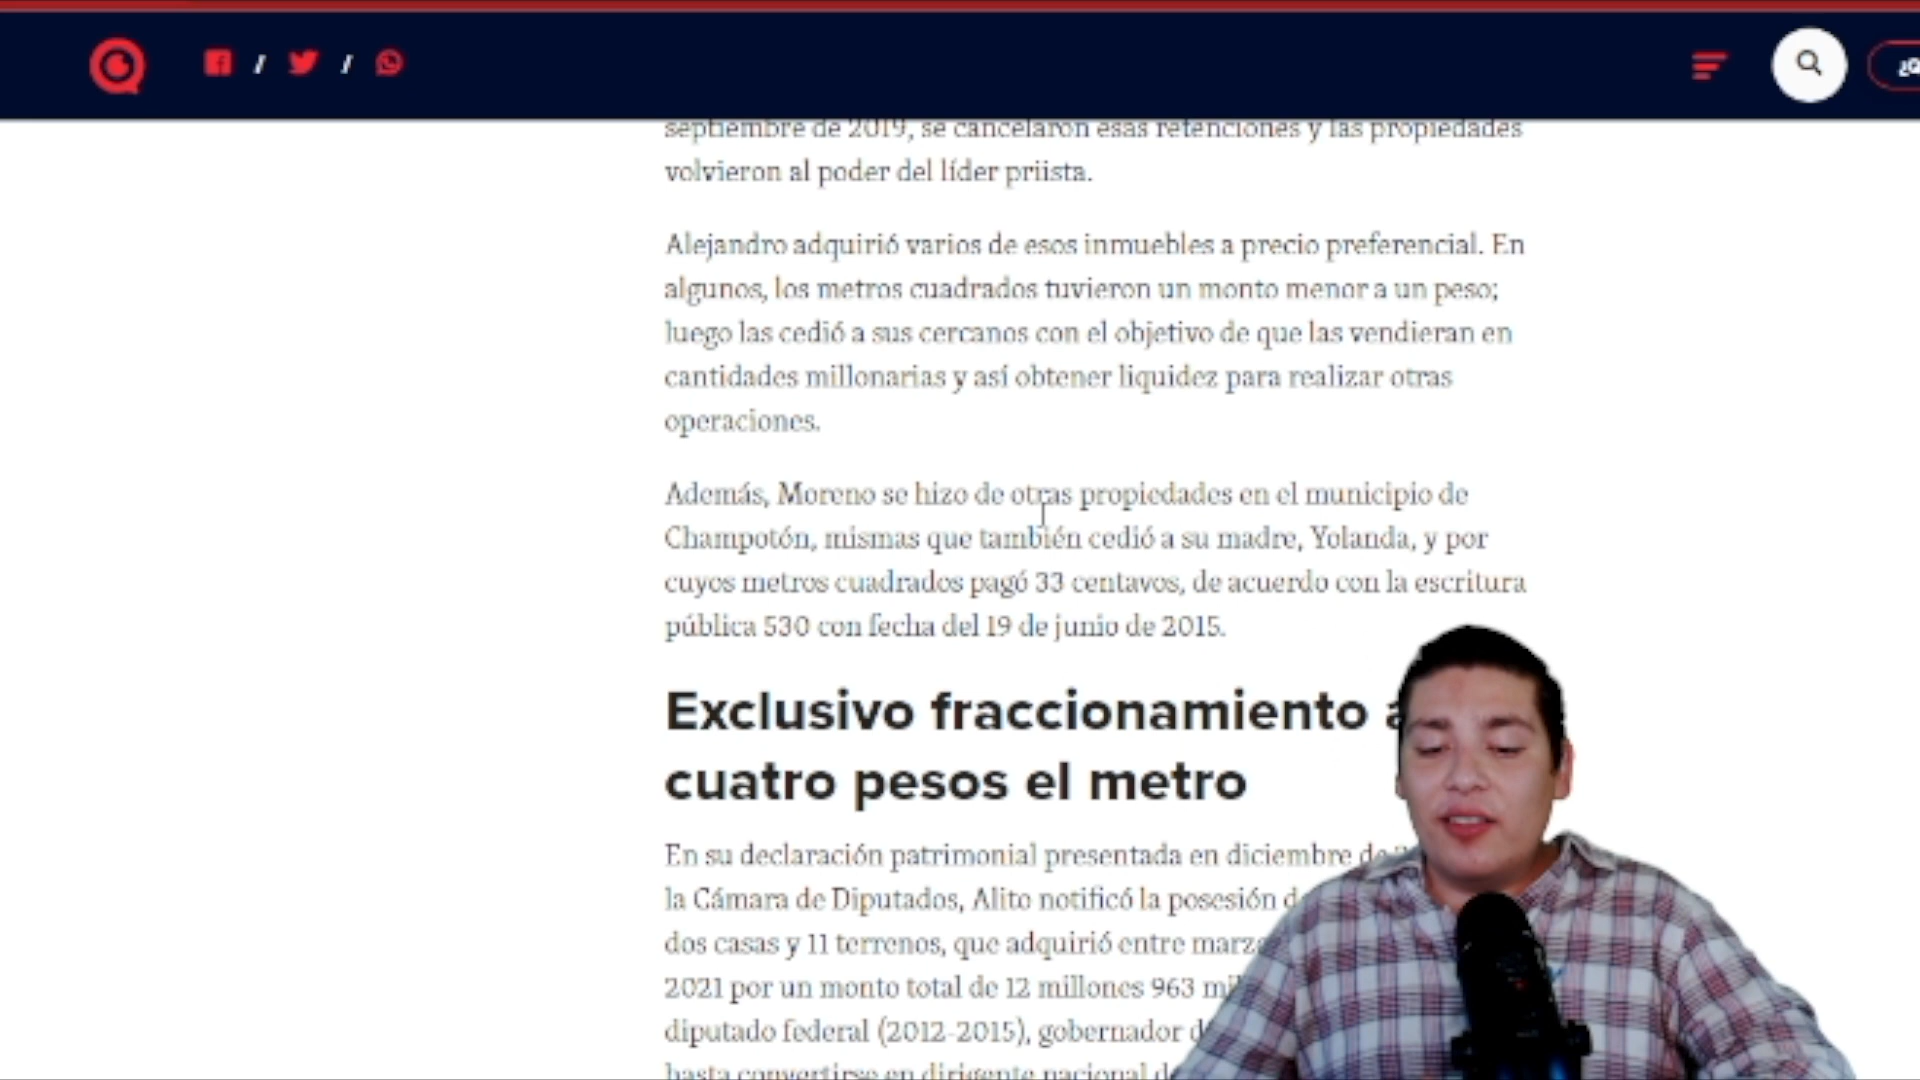 / /
¿Q
septiembre de 2019, se cancelaron esas retenciones y las propiedades
volvieron al poder del líder priista.
Alejandro adquirió varios de esos inmuebles a precio preferencial. En
algunos, los metros cuadrados tuvieron un monto menor a un peso;
luego las cedió a sus cercanos con el objetivo de que las vendieran en
cantidades millonarias y así obtener liquidez para realizar otras
operaciones.
Además, Moreno se hizo de otras propiedades en el municipio de
Champotón, mismas que también cedió a su madre, Yolanda, y por
cuyos metros cuadrados pagó 33 centavos, de acuerdo con la escritura
pública 530 con fecha del 19 de junio de 2015.
Exclusivo fraccionamiento a
cuatro pesos el metro
En su declaración patrimonial presentada en diciembre de
la Cámara de Diputados, Alito notificó la posesión
dos casas y 11 terrenos, que adquirió entre marzo
2021 por un monto total de 12 millones 963
diputado federal (2012-2015), gobernador
hasta convertirse en dirigente nacional